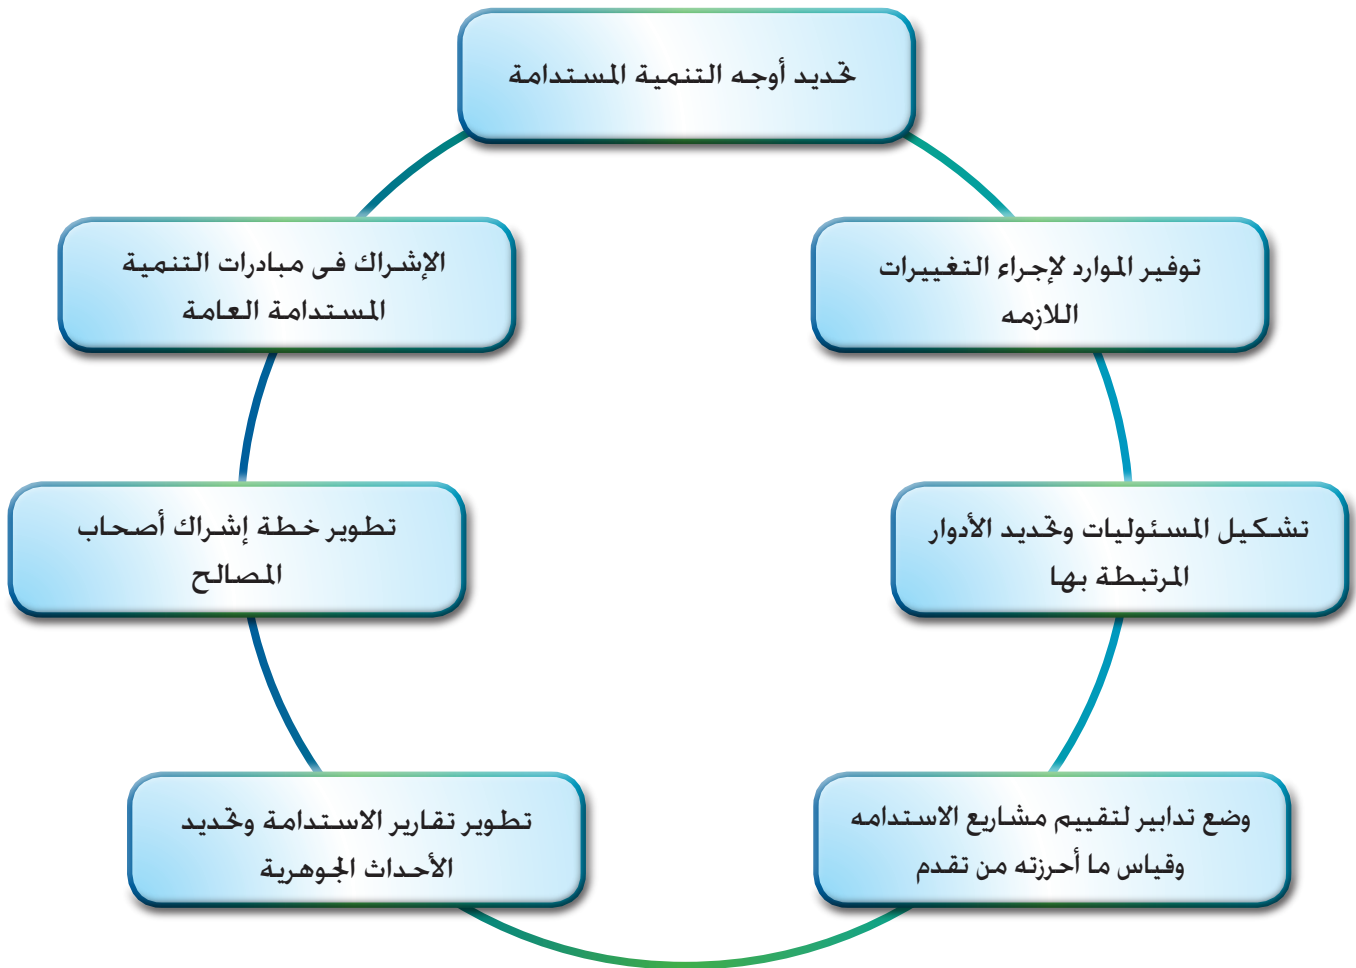 تحديد أوجه التنمية المستدامة
توفير الموارد لإجراء التغييرات
اللازمه
الإشراك فى مبادرات التنمية
المستدامة العامة
تشكيل المسئوليات وتحديد الأدوار
المرتبطة بها
تطوير خطة إشراك أصحاب
المصالح
وضع تدابير لتقييم مشاريع الاستدامه
وقياس ما أحرزته من تقدم
تطوير تقارير الاستدامة وتحديد
الأحداث الجوهرية